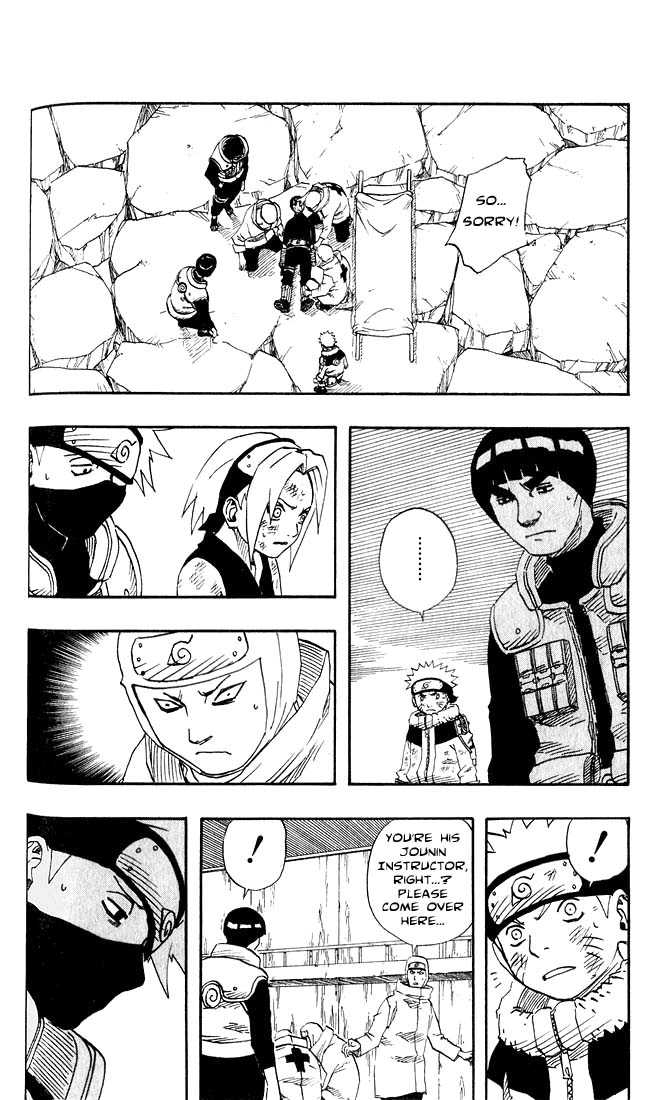 SO...
SORRY!
..........
!
YOU'RE HIS
JOUNIN
INSTRUCTOR,
RIGHT...?
PLEASE
COME OVER
HERE...
!